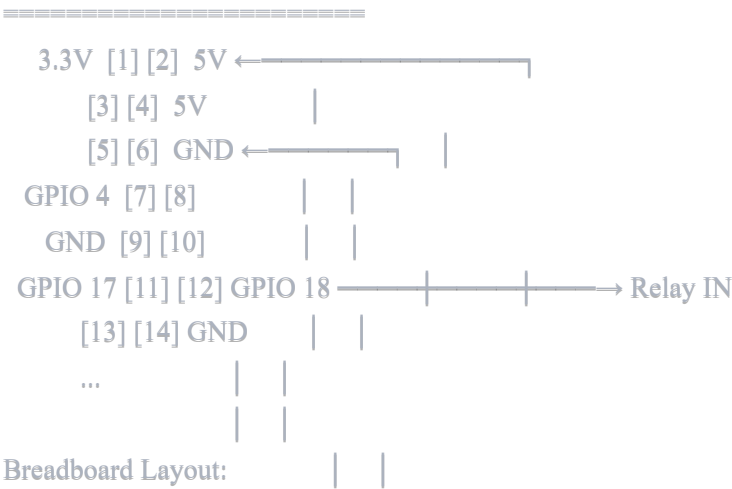 ========================
3.3V [1] [2] 5V ←──────────────┐
[3] [4] 5V │
[5] [6] GND ←───────┐ │
GPIO 4 [7] [8] │ │
GND [9] [10] │ │
GPIO 17 [11] [12] GPIO 18 ─────┼─────┼────→ Relay IN
[13] [14] GND │ │
... │ │
│ │
Breadboard Layout: │ │